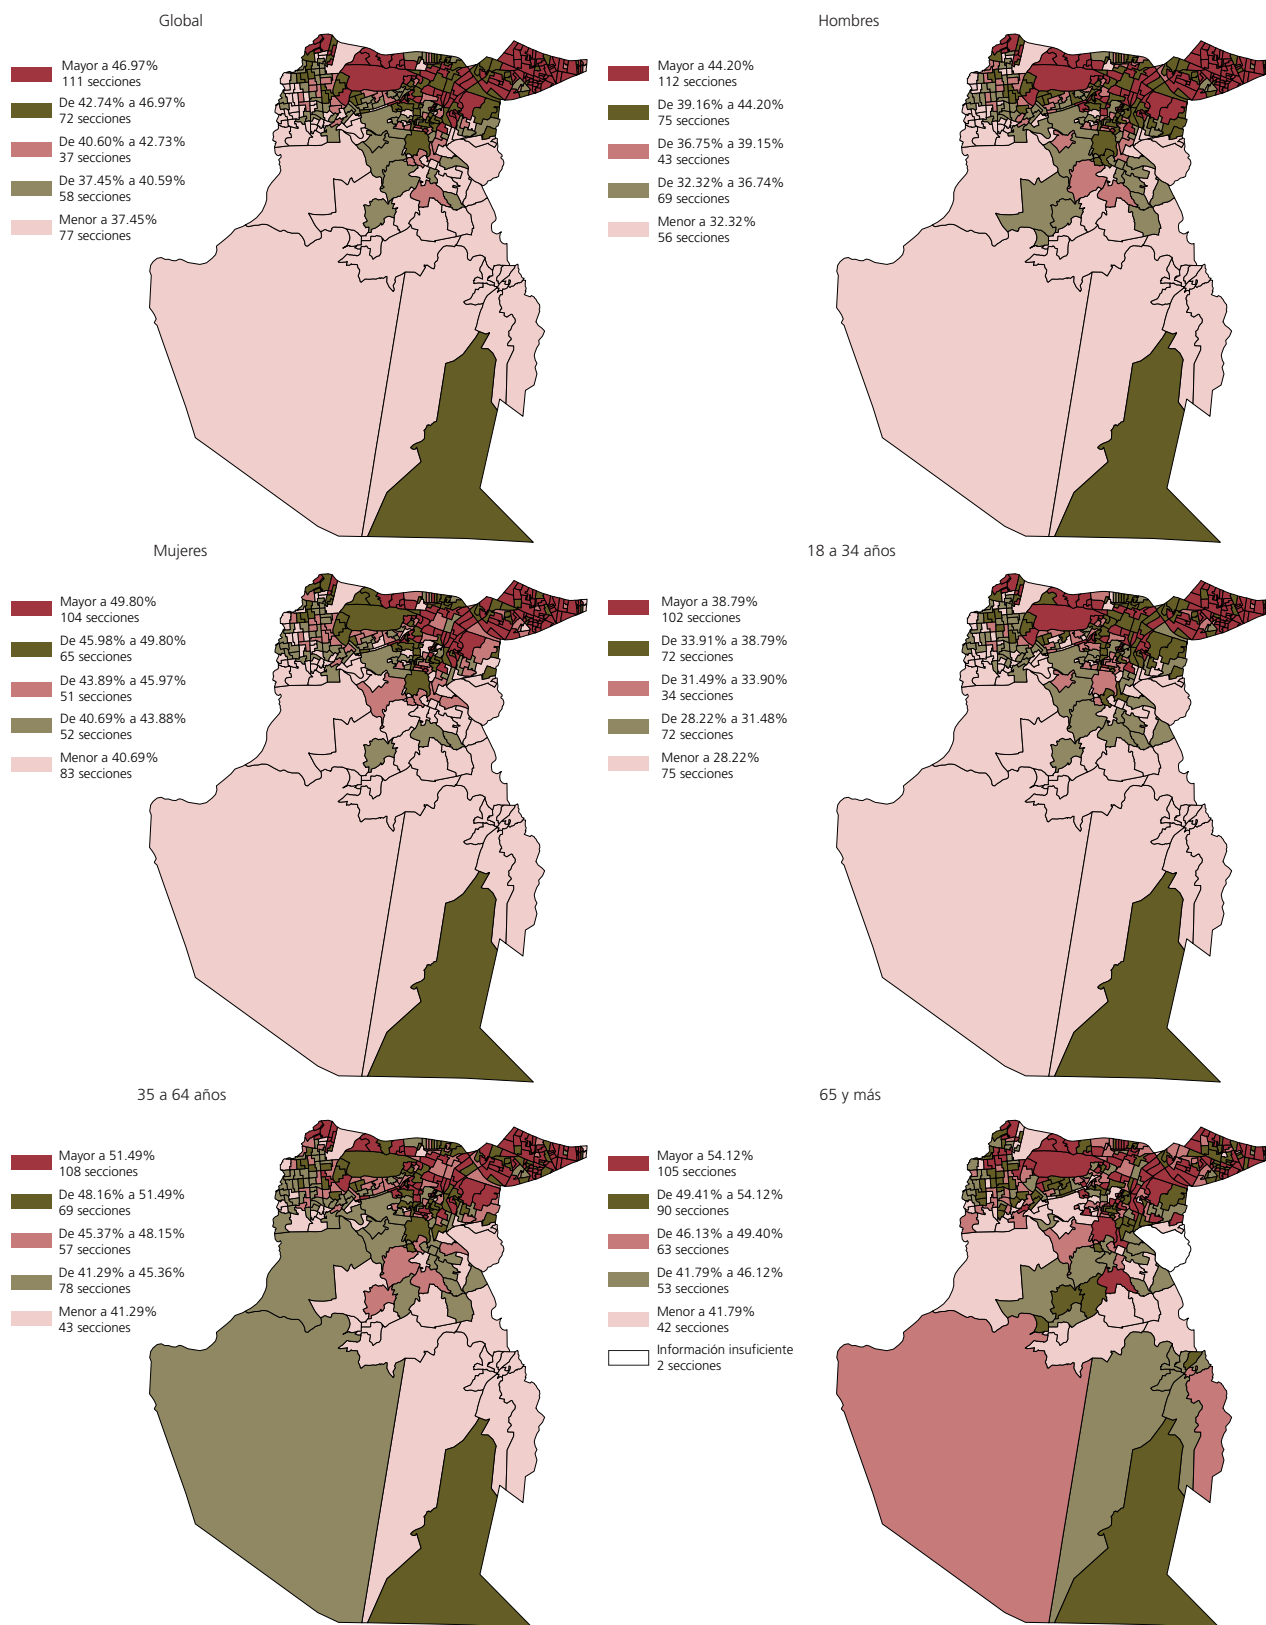 Global
Mayor a 46.97%
111 secciones
De 42.74% a 46.97%
72 secciones
De 40.60% a 42.73%
37 secciones
De 37.45% a 40.59%
58 secciones
Menor a 37.45%
77 secciones
Hombres
Mayor a 44.20%
112 secciones
De 39.16% a 44.20%
75 secciones
De 36.75% a 39.15%
43 secciones
De 32.32% a 36.74%
69 secciones
Menor a 32.32%
56 secciones
Mujeres
Mayor a 49.80%
104 secciones
De 45.98% a 49.80%
65 secciones
De 43.89% a 45.97%
51 secciones
De 40.69% a 43.88%
52 secciones
Menor a 40.69%
83 secciones
18 a 34 años
Mayor a 38.79%
102 secciones
De 33.91% a 38.79%
72 secciones
De 31.49% a 33.90%
34 secciones
De 28.22% a 31.48%
72 secciones
Menor a 28.22%
75 secciones
35 a 64 años
Mayor a 51.49%
108 secciones
De 48.16% a 51.49%
69 secciones
De 45.37% a 48.15%
57 secciones
De 41.29% a 45.36%
78 secciones
Menor a 41.29%
43 secciones
65 y más
Mayor a 54.12%
105 secciones
De 49.41% a 54.12%
90 secciones
De 46.13% a 49.40%
63 secciones
De 41.79% a 46.12%
53 secciones
Menor a 41.79%
42 secciones
Información insuficiente
2 secciones